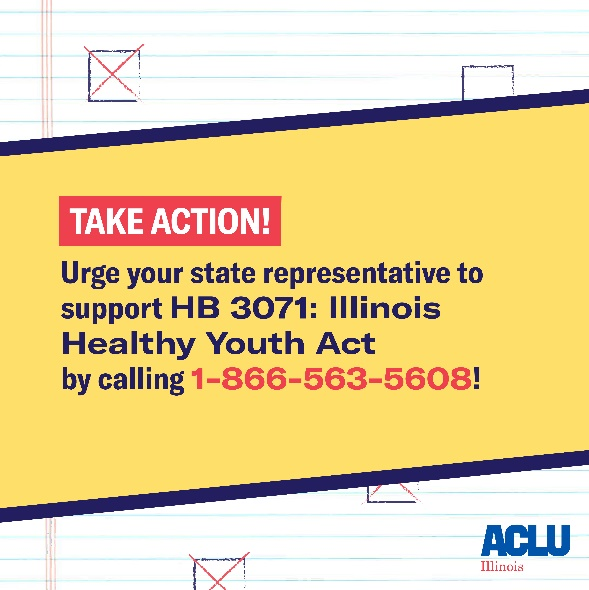 TAKE ACTION!
Urge your state representative to
support HB 3071: Illinois
Healthy Youth Act
by calling 1-866-563-5608!
ACLU
Illinois